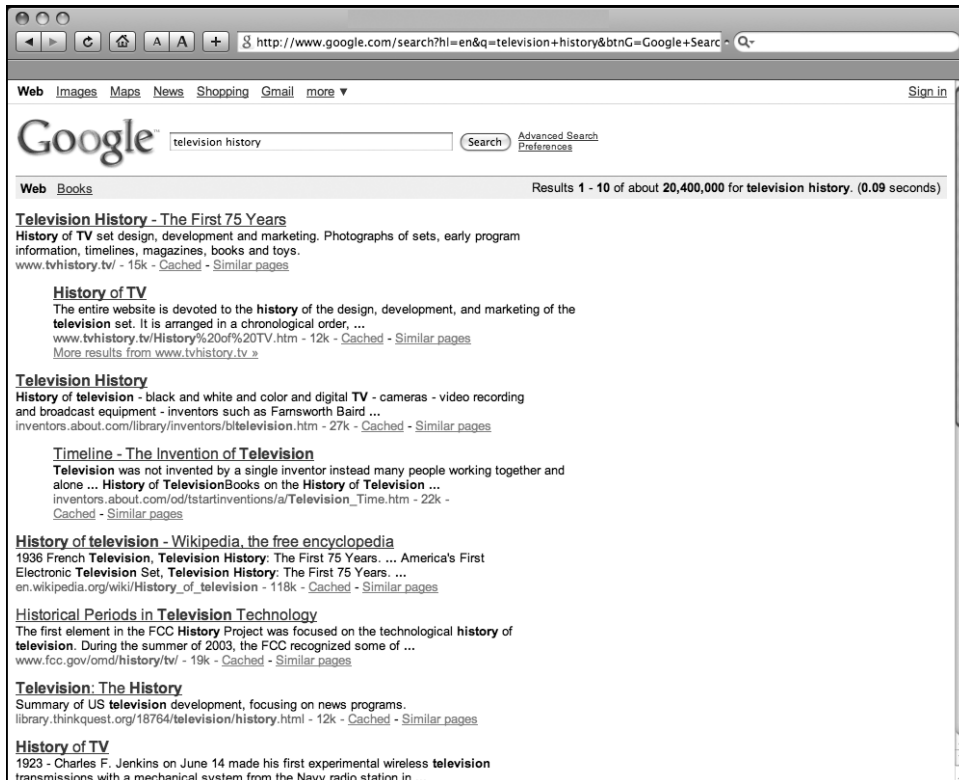 A A + http://www.google.com/search?hl=en&q=television+history&btnG=Google+Searc Q
Web Images Maps News Shopping Gmail more ▼ Sign in
Google™ television history Search Advanced Search
Preferences
Web Books Results 1 - 10 of about 20,400,000 for television history. (0.09 seconds)
Television History - The First 75 Years
History of TV set design, development and marketing. Photographs of sets, early program
information, timelines, magazines, books and toys.
www.tvhistory.tv/ - 15k - Cached - Similar pages
History of TV
The entire website is devoted to the history of the design, development, and marketing of the
television set. It is arranged in a chronological order, ...
www.tvhistory.tv/History%20of%20TV.htm - 12k - Cached - Similar pages
More results from www.tvhistory.tv »
Television History
History of television - black and white and color and digital TV - cameras - video recording
and broadcast equipment - inventors such as Farnsworth Baird ...
inventors.about.com/library/inventors/bltelevision.htm - 27k - Cached - Similar pages
Timeline - The Invention of Television
Television was not invented by a single inventor instead many people working together and
alone ... History of TelevisionBooks on the History of Television ...
inventors.about.com/od/tstartinventions/a/Television_Time.htm - 22k -
Cached - Similar pages
History of television - Wikipedia, the free encyclopedia
1936 French Television, Television History: The First 75 Years. ... America's First
Electronic Television Set, Television History: The First 75 Years. ...
en.wikipedia.org/wiki/History_of_television - 118k - Cached - Similar pages
Historical Periods in Television Technology
The first element in the FCC History Project was focused on the technological history of
television. During the summer of 2003, the FCC recognized some of ...
www.fcc.gov/omd/history/tv/ - 19k - Cached - Similar pages
Television: The History
Summary of US television development, focusing on news programs.
library.thinkquest.org/18764/television/history.html - 12k - Cached - Similar pages
History of TV
1923 - Charles F. Jenkins on June 14 made his first experimental wireless television
transmissions with a mechanical system from the Navy radio station in ...